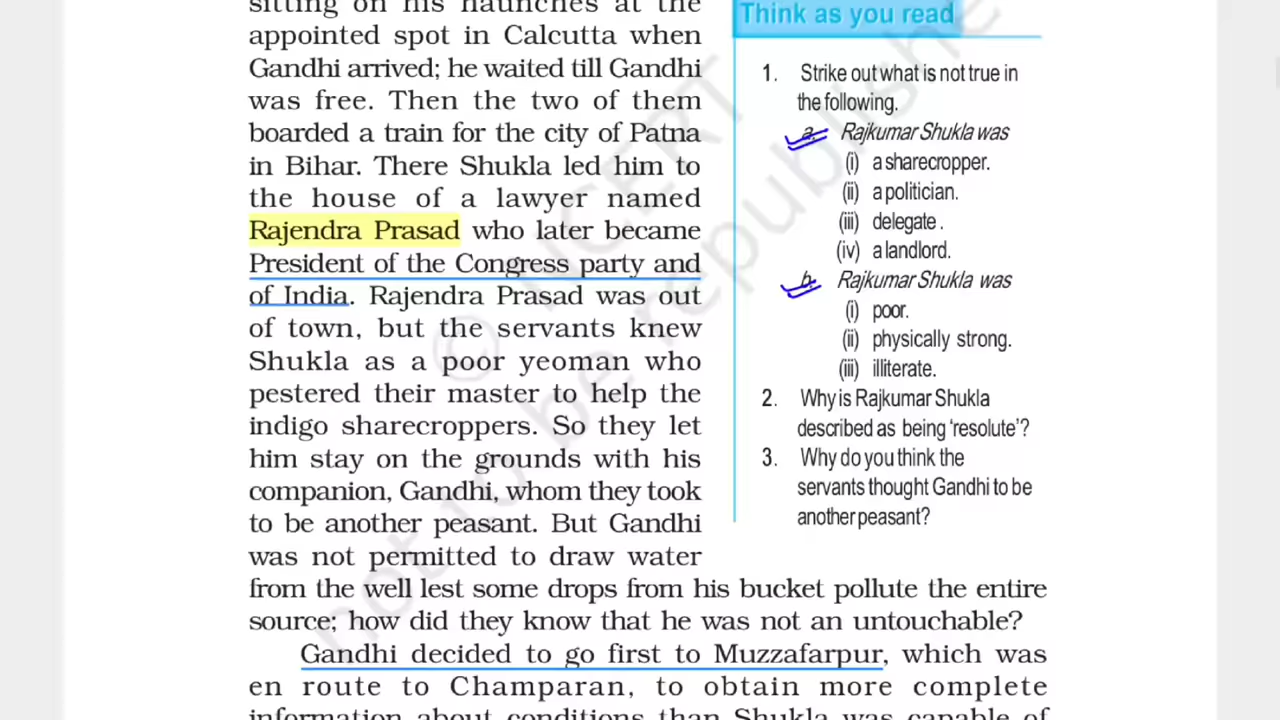 sitting on his haunches at the
appointed spot in Calcutta when
Gandhi arrived; he waited till Gandhi
was free. Then the two of them
boarded a train for the city of Patna
in Bihar. There Shukla led him to
the house of a lawyer named
Rajendra Prasad who later became
President of the Congress party and
of India. Rajendra Prasad was out
of town, but the servants knew
Shukla as a poor yeoman who
pestered their master to help the
indigo sharecroppers. So they let
him stay on the grounds with his
companion, Gandhi, whom they took
to be another peasant. But Gandhi
was not permitted to draw water
from the well lest some drops from his bucket pollute the entire
source; how did they know that he was not an untouchable?
Gandhi decided to go first to Muzzafarpur, which was
en route to Champaran, to obtain more complete
information about conditions than Shukla was capable of
Think as you read
1. Strike out what is not true in
the following.
a. Rajkumar Shukla was
(i) a sharecropper.
(ii) a politician.
(iii) delegate.
(iv) a landlord.
b. Rajkumar Shukla was
(i) poor.
(ii) physically strong.
(iii) illiterate.
2. Why is Rajkumar Shukla
described as being ‘resolute’?
3. Why do you think the
servants thought Gandhi to be
another peasant?
© NCERT
not to be republished